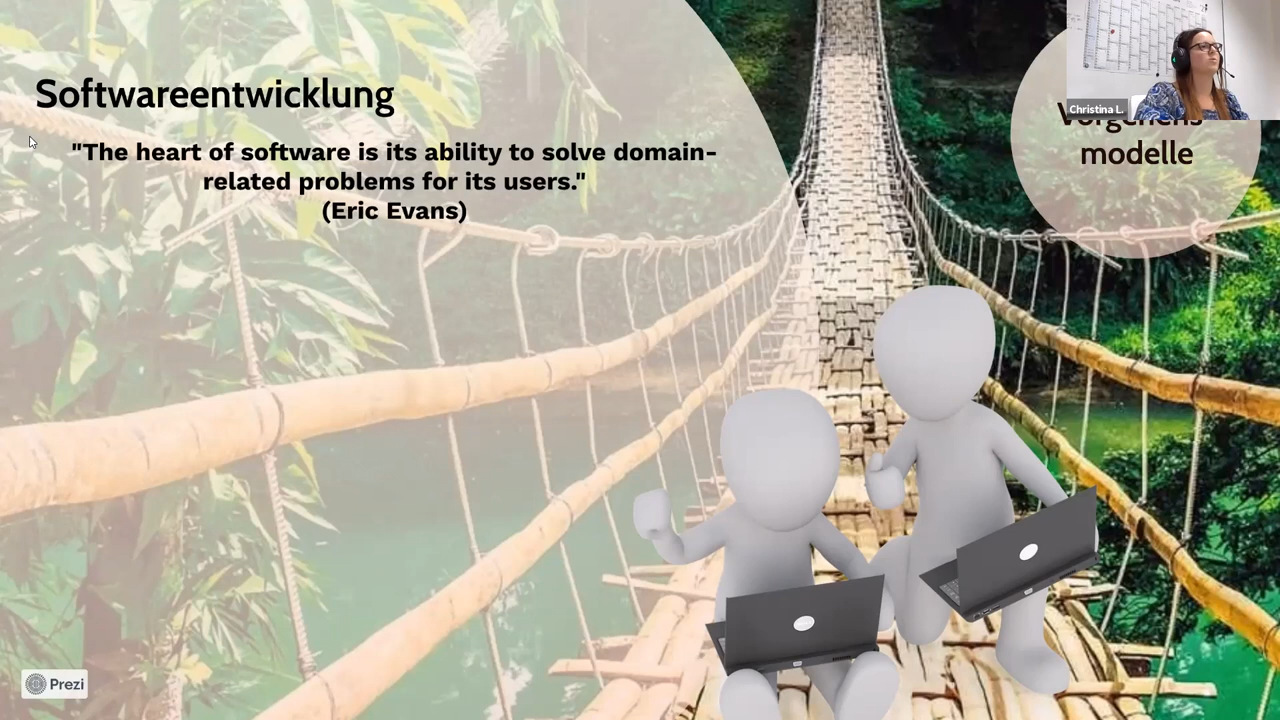 Softwareentwicklung
"The heart of software is its ability to solve domain-
related problems for its users."
(Eric Evans)
Christina L.
Vorgehens-
modelle
Prezi